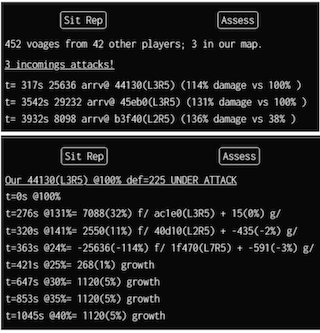 Sit Rep Assess
452 voages from 42 other players; 3 in our map.
3 incomings attacks!
t= 317s 25636 arrv@ 44130(L3R5) (114% damage vs 100% )
t= 3542s 29232 arrv@ 45eb0(L3R5) (131% damage vs 100% )
t= 3932s 8098 arrv@ b3f40(L2R5) (136% damage vs 38% )
Sit Rep Assess
Our 44130(L3R5) @100% def=225 UNDER ATTACK
t=0s @100%
t=276s @131%= 7088(32%) f/ ac1e0(L3R5) + 15(0%) g/
t=320s @141%= 2550(11%) f/ 40d10(L2R5) + -435(-2%) g/
t=363s @24%= -25636(-114%) f/ 1f470(L7R5) + -591(-3%) g/
t=421s @25%= 268(1%) growth
t=647s @30%= 1120(5%) growth
t=853s @35%= 1120(5%) growth
t=1045s @40%= 1120(5%) growth